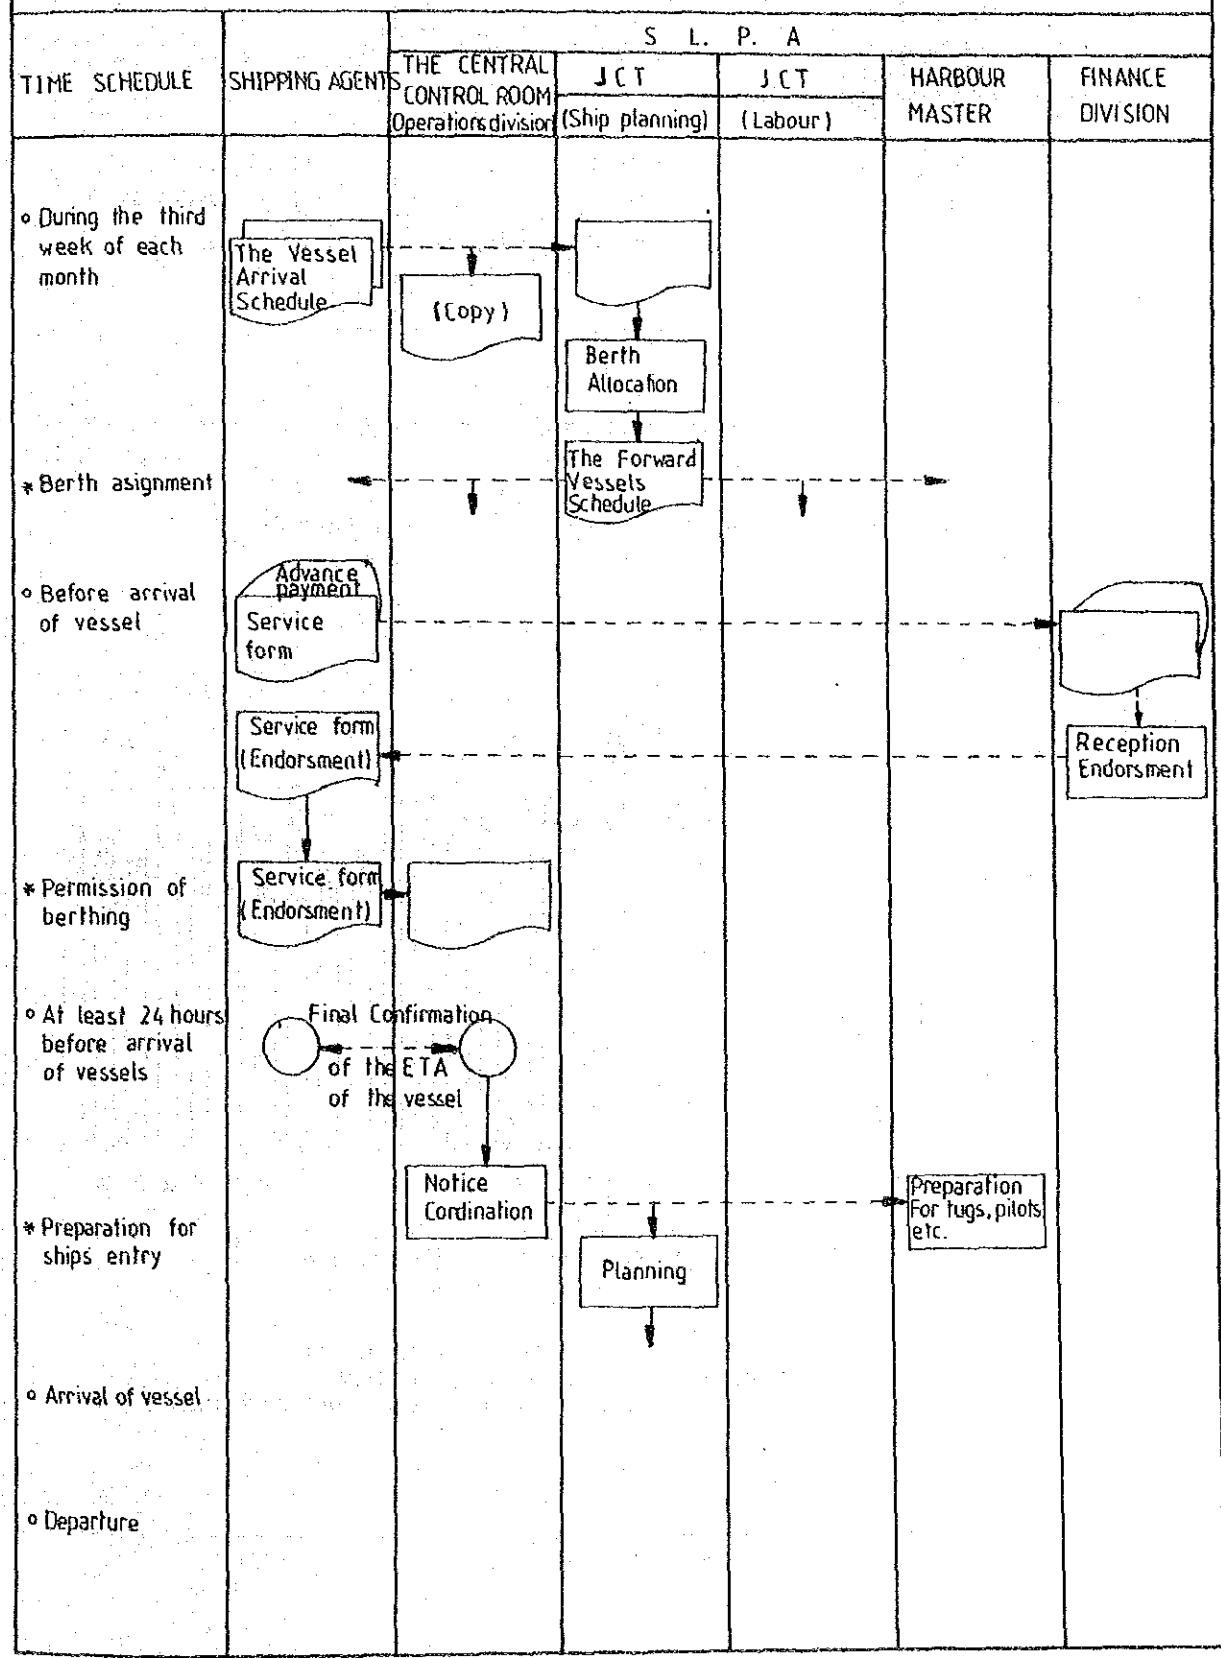 S L. P. A
TIME SCHEDULE
SHIPPING AGENTS
THE CENTRAL
CONTROL ROOM
Operations division
JCT
(Ship planning)
JCT
(Labour)
HARBOUR
MASTER
FINANCE
DIVISION
During the third
week of each
month
The Vessel
Arrival
Schedule
(Copy)
Berth
Allocation
* Berth asignment
The Forward
Vessels
Schedule
Before arrival
of vessel
Advance
payment
Service
form
Service form
(Endorsment)
Reception
Endorsment
* Permission of
berthing
Service form
(Endorsment)
At least 24 hours
before arrival
of vessels
Final Confirmation
of the ETA
of the vessel
Notice
Cordination
Preparation
For tugs, pilots
etc.
* Preparation for
ships entry
Planning
Arrival of vessel
Departure